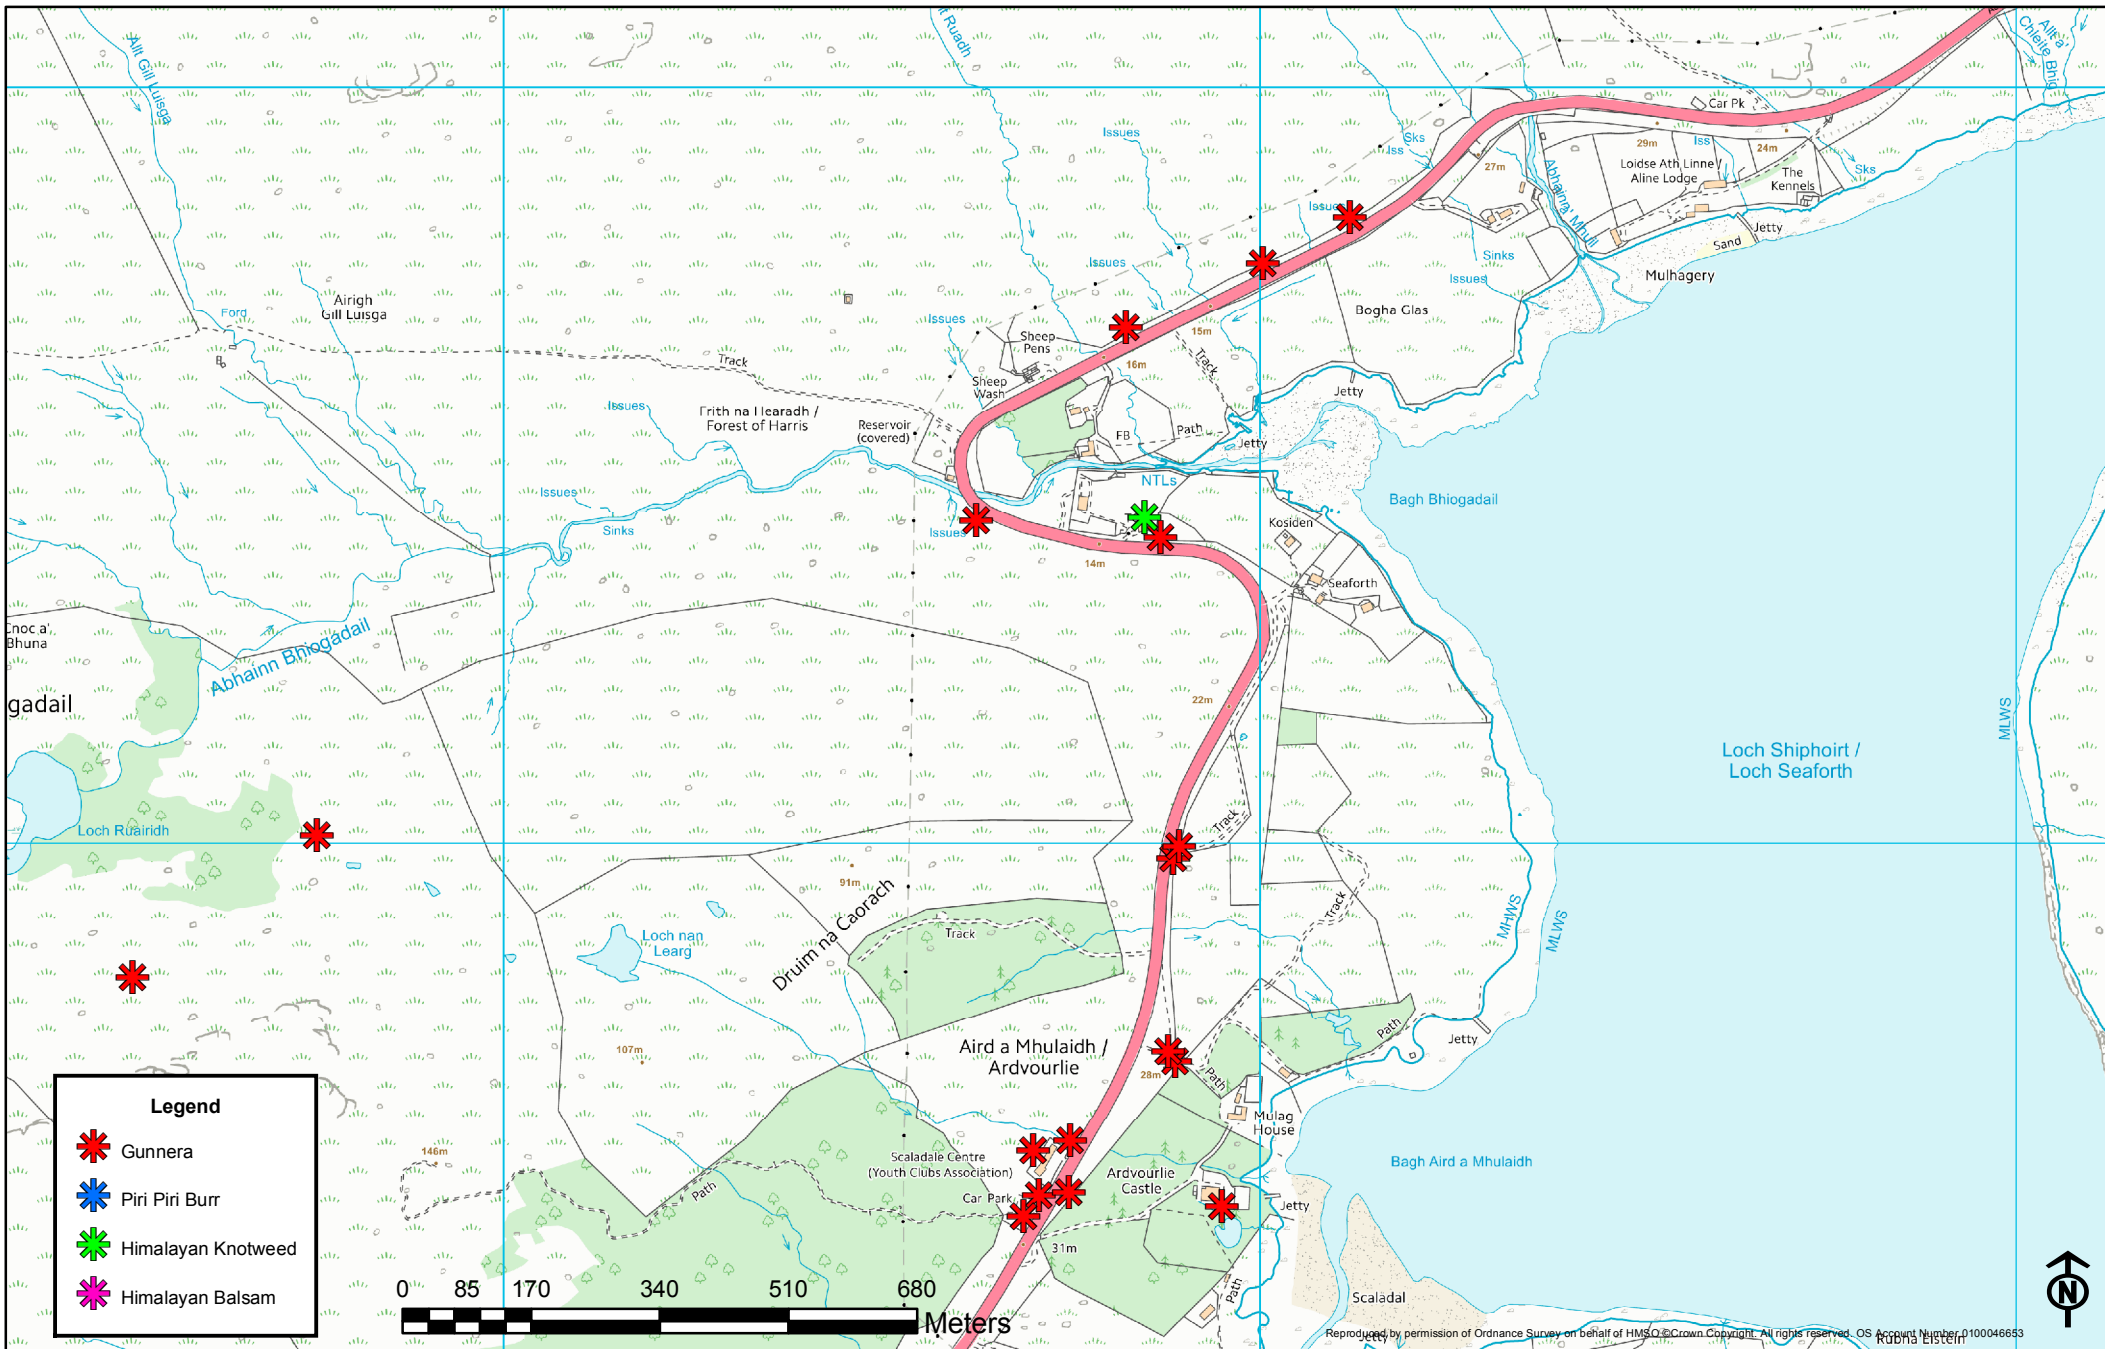 Allt Gill Luisga
t Ruadh
Allt a'
Chleite Bhig
Issues
Sks
Iss
Car Pk
29m
Iss
24m
27m
Loidse Ath Linne /
Aline Lodge
The
Kennels
Sks
Abhainn a' Mhuil
Issues
Jetty
Sand
Sinks
Issues
Mulhagery
Issues
Airigh
Gill Luisga
Ford
Bogha Glas
Issues
15m
Sheep
Pens
16m
Track
Track
Sheep
Wash
Jetty
Issues
Frith na Hearadh /
Forest of Harris
Reservoir
(covered)
FB
Path
Jetty
NTLs
Issues
Bagh Bhiogadail
Sinks
Issues
Kosiden
14m
Seaforth
Cnoc a'
Bhuna
Abhainn Bhiogadail
gadail
22m
MLWS
Loch Shiphoirt /
Loch Seaforth
Loch Ruairidh
Track
91m
Druim na Caorach
Track
MHWS
MLWS
Loch nan
Learg
Track
Path
Jetty
107m
Aird a Mhulaidh /
Ardvourlie
28m
Path
Mulag
House
146m
Scaladale Centre
(Youth Clubs Association)
Bagh Aird a Mhulaidh
Ardvourlie
Castle
Path
Car Park
Jetty
31m
Path
Scaladal
Jetty
Rubha Eistein
Legend
Gunnera
Piri Piri Burr
Himalayan Knotweed
Himalayan Balsam
0 85 170 340 510 680
Meters
N
Reproduced by permission of Ordnance Survey on behalf of HMSO ©Crown Copyright. All rights reserved. OS Account Number 0100046653